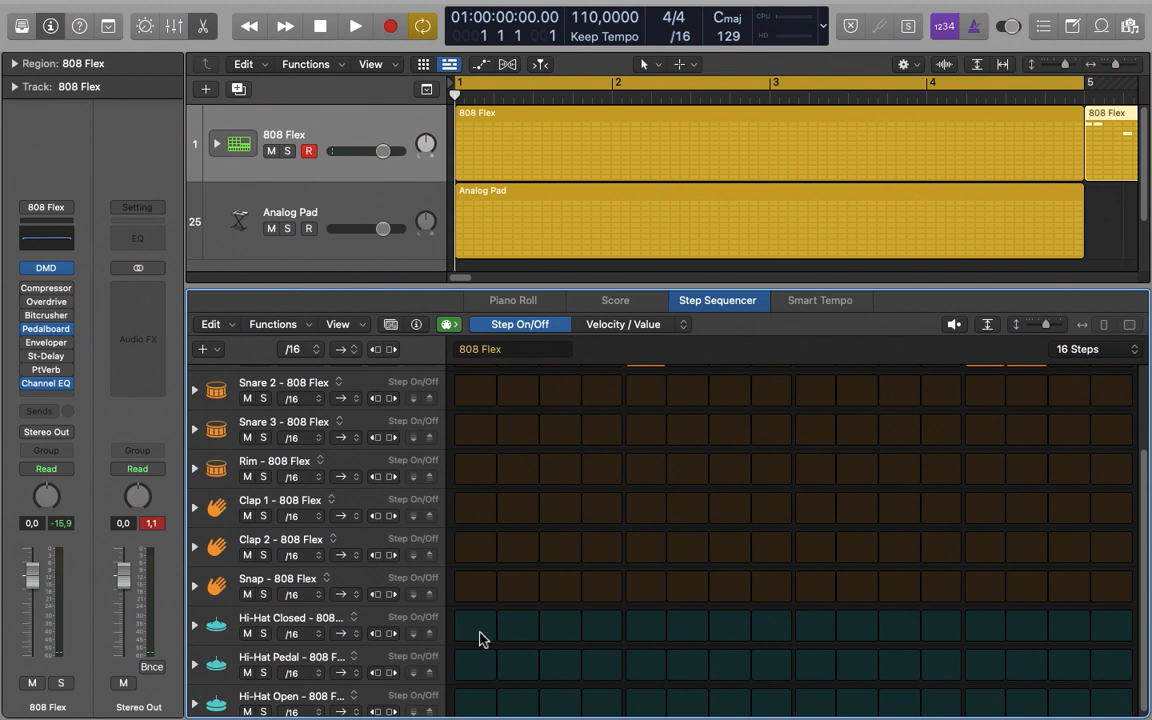 01:00:00:00.00 110,0000 4/4 Cmaj CPU 1234
0001 1 1 001 Keep Tempo /16 129 HD
S
Region: 808 Flex
Track: 808 Flex
Edit Functions View
1 2 3 4 5
1 808 Flex
M S R
808 Flex 808 Flex
25 Analog Pad
M S R
Analog Pad
808 Flex Setting
EQ
DMD
Compressor
Overdrive
Bitcrusher
Pedalboard
Enveloper
St-Delay
PtVerb
Channel EQ
Audio FX
Sends
Stereo Out
Group Group
Read Read
0,0 -15,9 0,0 1,1
Bnce
M S M
808 Flex Stereo Out
Piano Roll Score Step Sequencer Smart Tempo
Edit Functions View Step On/Off Velocity / Value
/16 808 Flex 16 Steps
Snare 2 - 808 Flex Step On/Off
M S /16
Snare 3 - 808 Flex Step On/Off
M S /16
Rim - 808 Flex Step On/Off
M S /16
Clap 1 - 808 Flex Step On/Off
M S /16
Clap 2 - 808 Flex Step On/Off
M S /16
Snap - 808 Flex Step On/Off
M S /16
Hi-Hat Closed - 808... Step On/Off
M S /16
Hi-Hat Pedal - 808 F... Step On/Off
M S /16
Hi-Hat Open - 808 F... Step On/Off
M S /16